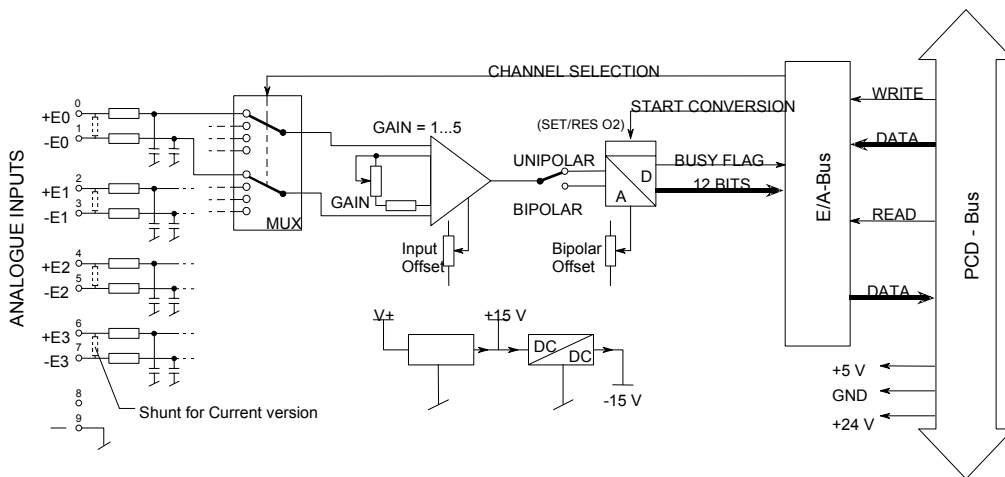 CHANNEL SELECTION
0
+E0
1
-E0
WRITE
START CONVERSION
(SET/RES O2)
GAIN = 1...5
DATA
UNIPOLAR
BUSY FLAG
D
12 BITS
A
BIPOLAR
GAIN
MUX
2
+E1
3
-E1
READ
E/A-Bus
PCD - Bus
ANALOGUE INPUTS
Input
Offset
Bipolar
Offset
4
+E2
5
-E2
DATA
V+
+15 V
6
+E3
7
-E3
DC
DC
-15 V
+5 V
GND
+24 V
8
9
Shunt for Current version